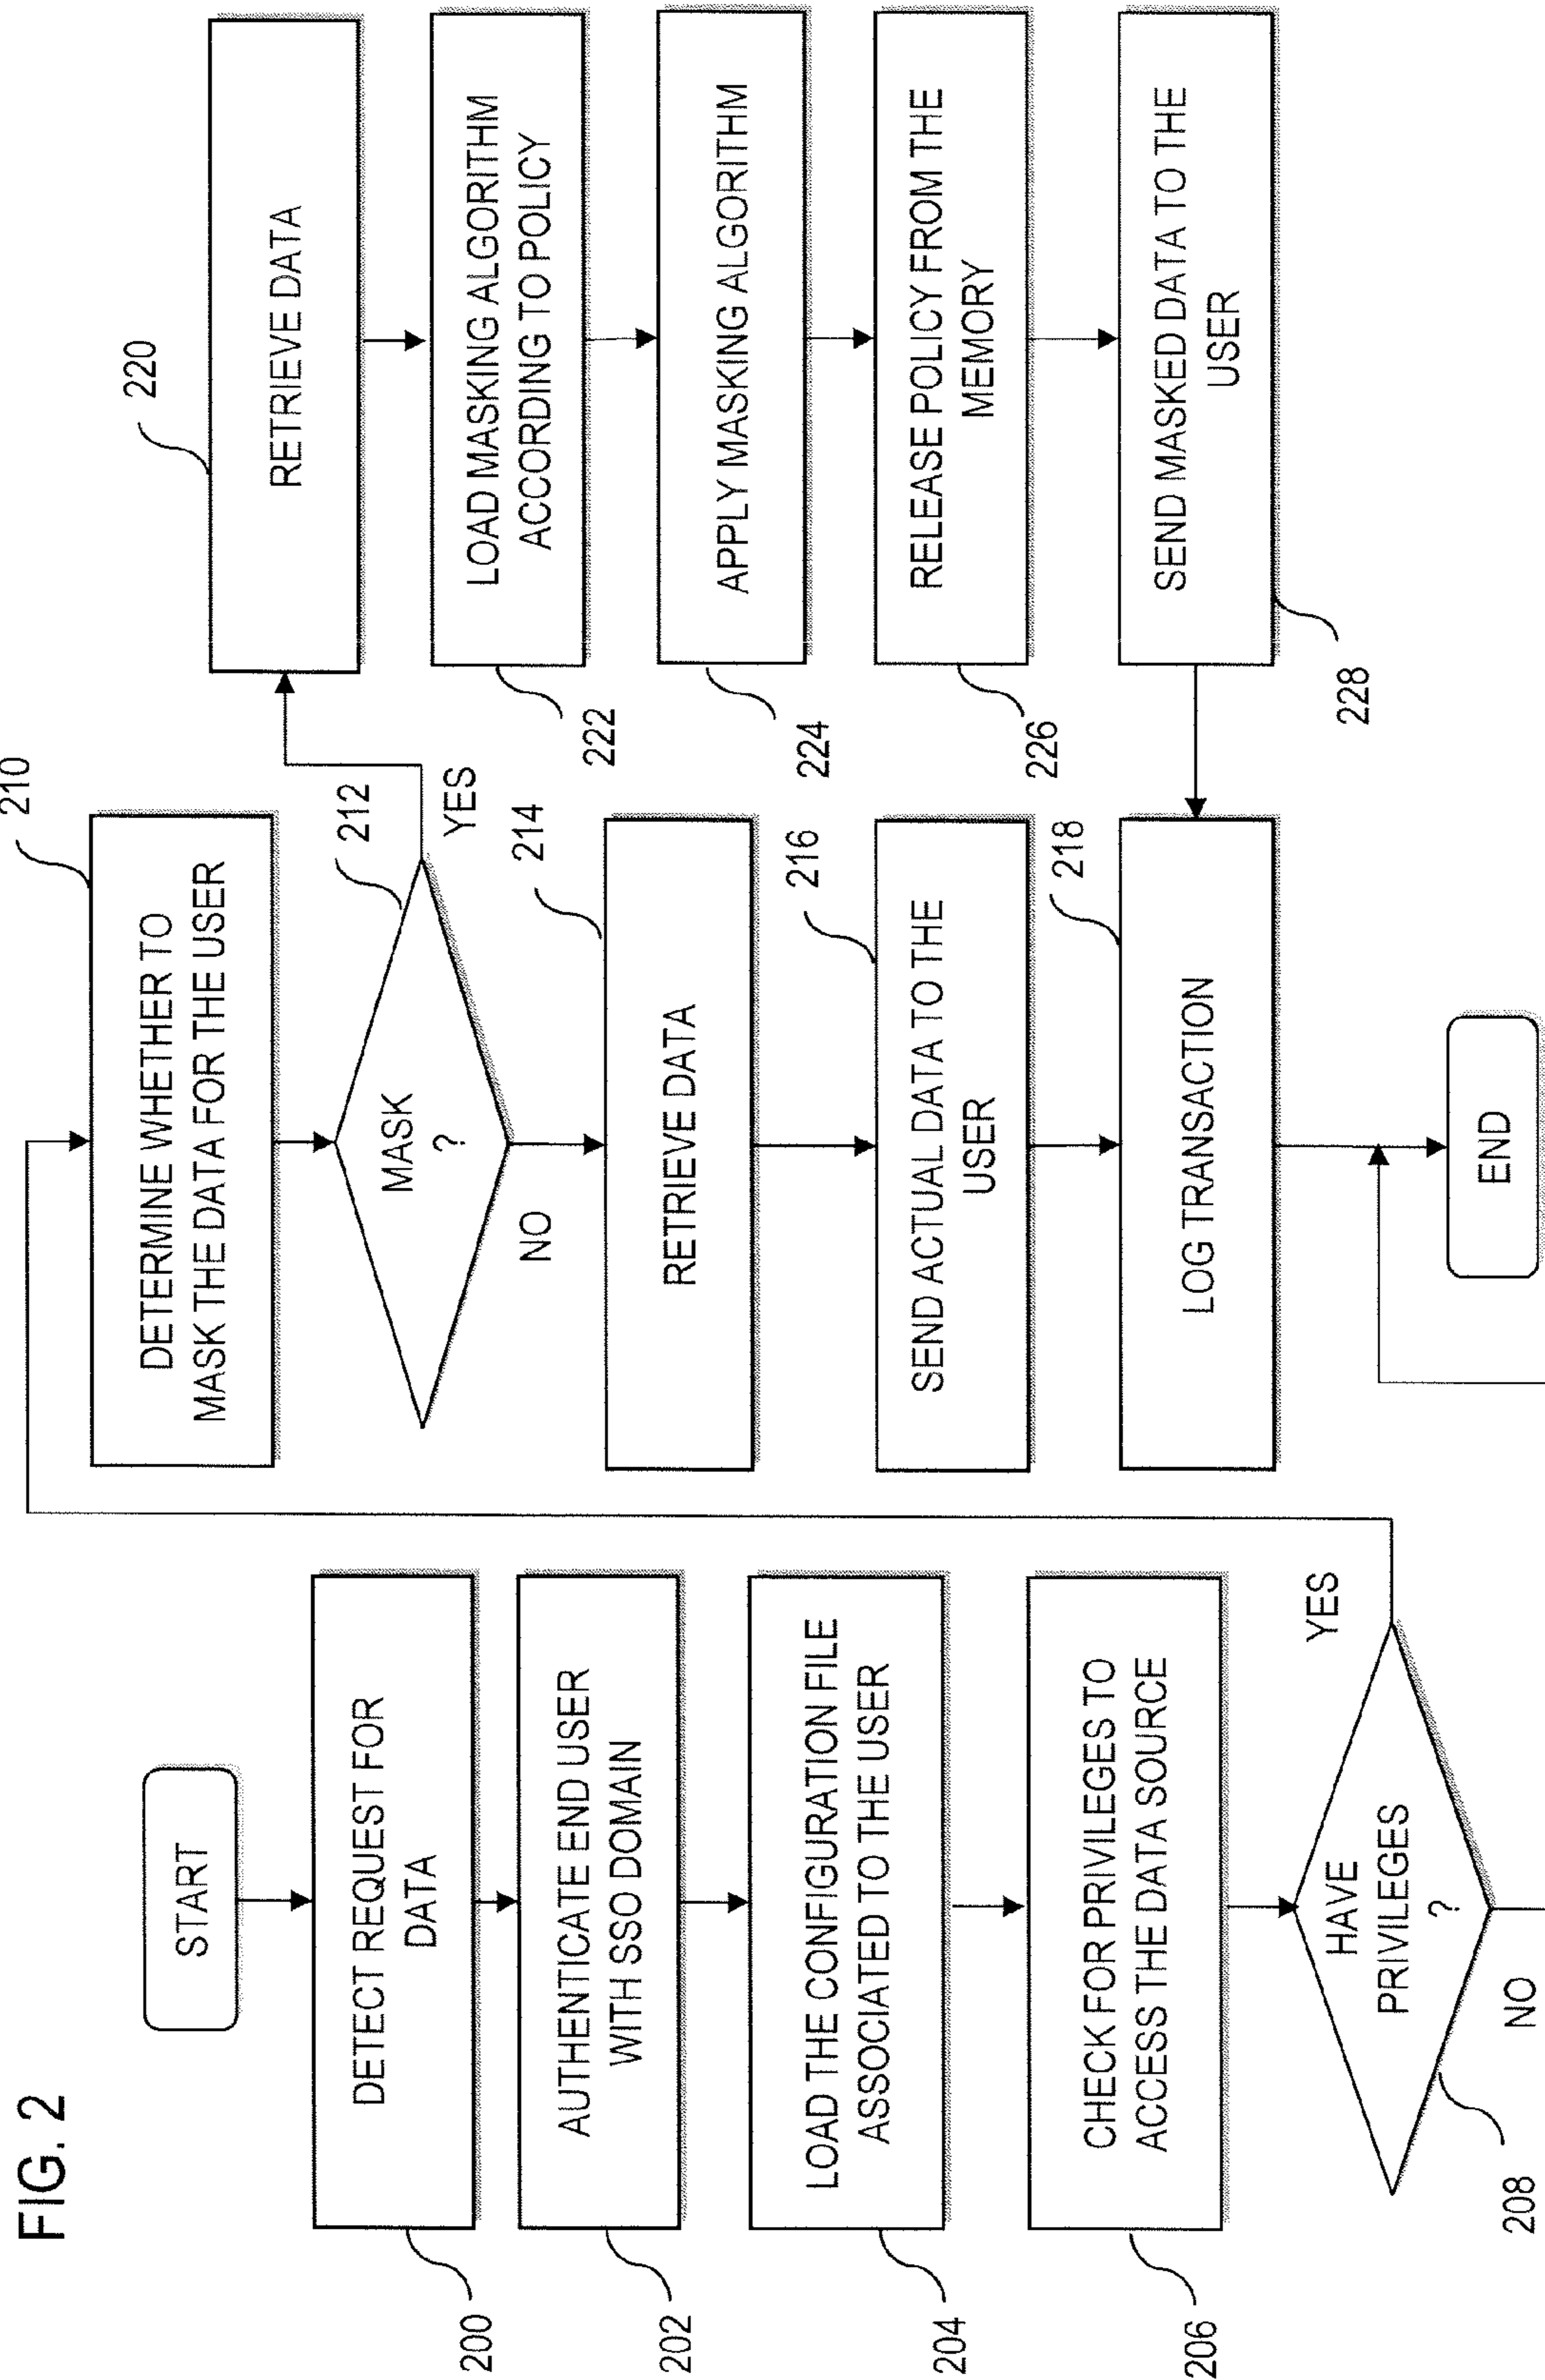 FIG. 2
START
DETECT REQUEST FOR
DATA
200
AUTHENTICATE END USER
WITH SSO DOMAIN
202
LOAD THE CONFIGURATION FILE
ASSOCIATED TO THE USER
204
CHECK FOR PRIVILEGES TO
ACCESS THE DATA SOURCE
206
HAVE
PRIVILEGES
?
YES
NO
208
210
DETERMINE WHETHER TO
MASK THE DATA FOR THE USER
212
MASK
?
YES
NO
214
RETRIEVE DATA
216
SEND ACTUAL DATA TO THE
USER
218
LOG TRANSACTION
END
220
RETRIEVE DATA
LOAD MASKING ALGORITHM
ACCORDING TO POLICY
222
APPLY MASKING ALGORITHM
224
RELEASE POLICY FROM THE
MEMORY
226
SEND MASKED DATA TO THE
USER
228